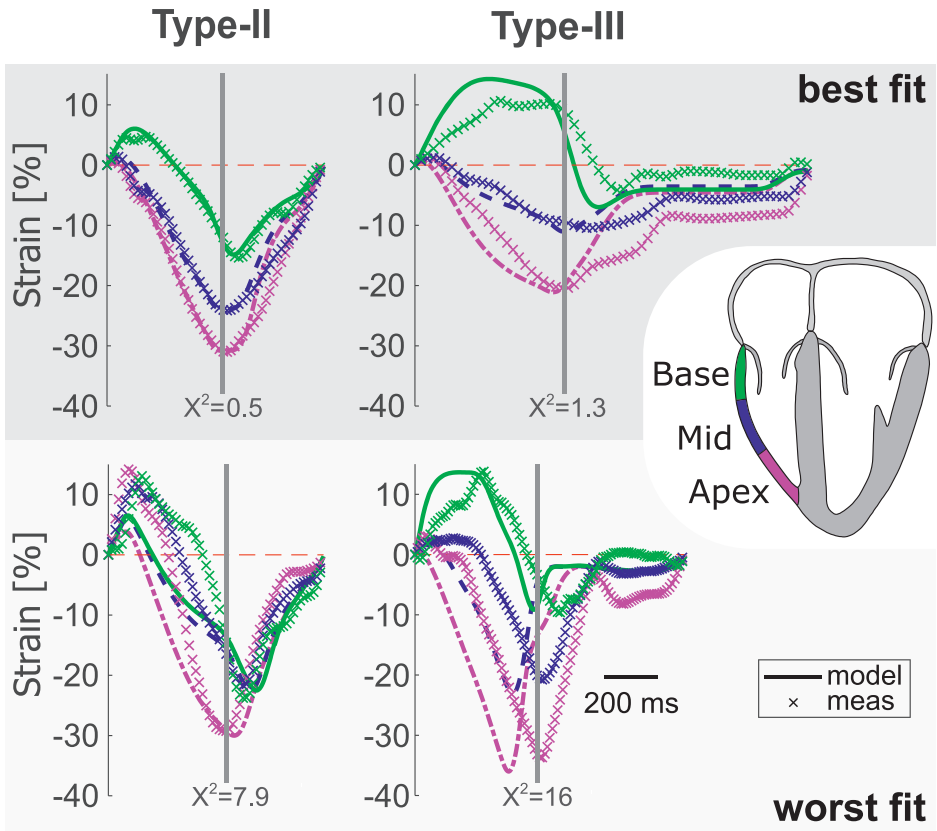 Type-II
Type-III
best fit
Strain [%]
10
0
-10
-20
-30
-40
X²=0.5
10
0
-10
-20
-30
-40
X²=1.3
Base
Mid
Apex
Strain [%]
10
0
-10
-20
-30
-40
X²=7.9
10
0
-10
-20
-30
-40
X²=16
200 ms
model
meas
worst fit